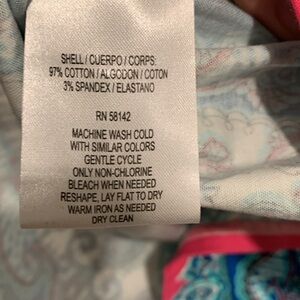 SHELL / CUERPO / CORPS:
97% COTTON / ALGODON / COTON
3% SPANDEX / ELASTANO
RN 58142
MACHINE WASH COLD
WITH SIMILAR COLORS
GENTLE CYCLE
ONLY NON-CHLORINE
BLEACH WHEN NEEDED
RESHAPE, LAY FLAT TO DRY
WARM IRON AS NEEDED
DRY CLEAN